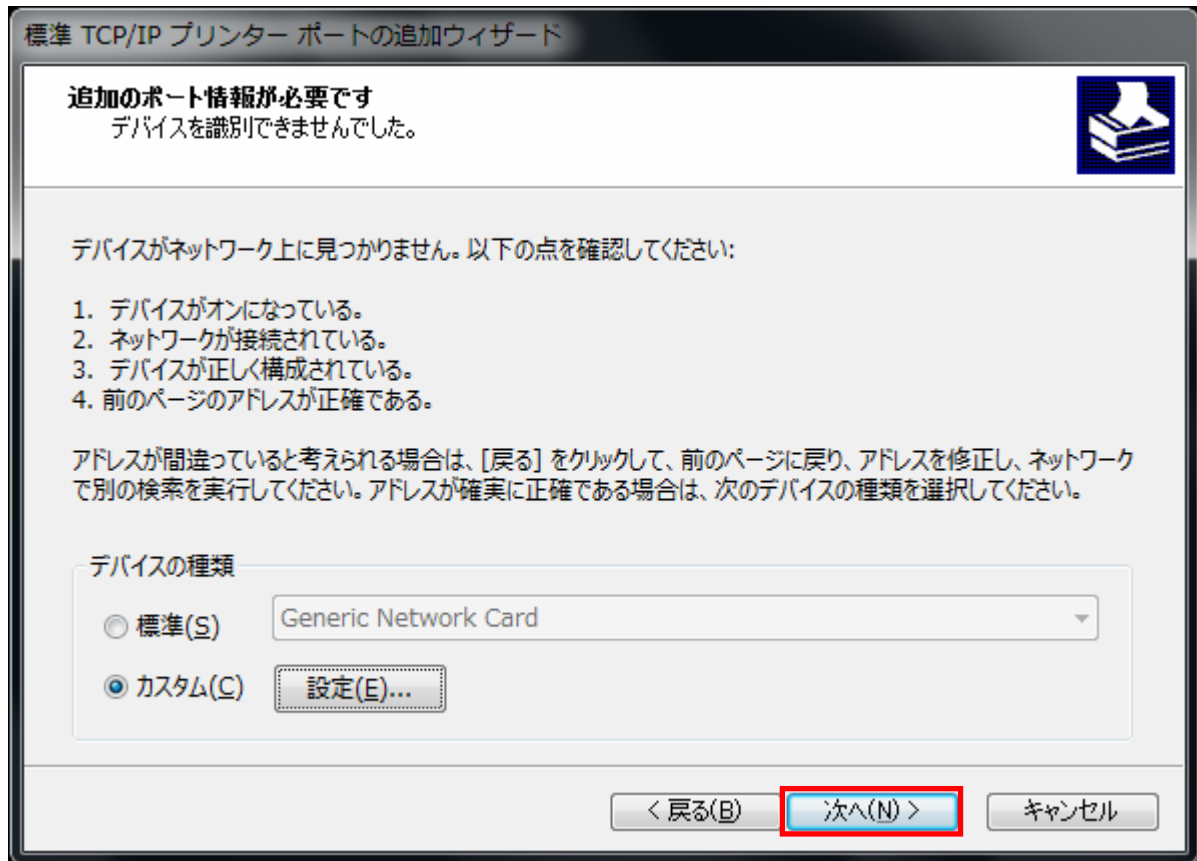 標準 TCP/IP プリンター ポートの追加ウィザード
追加のポート情報が必要です
デバイスを識別できませんでした。
デバイスがネットワーク上に見つかりません。以下の点を確認してください:
1. デバイスがオンになっている。
2. ネットワークが接続されている。
3. デバイスが正しく構成されている。
4. 前のページのアドレスが正確である。
アドレスが間違っていると考えられる場合は、[戻る] をクリックして、前のページに戻り、アドレスを修正し、ネットワーク
で別の検索を実行してください。アドレスが確実に正確である場合は、次のデバイスの種類を選択してください。
デバイスの種類
標準(S) Generic Network Card
カスタム(C) 設定(E)...
< 戻る(B) 次へ(N) > キャンセル